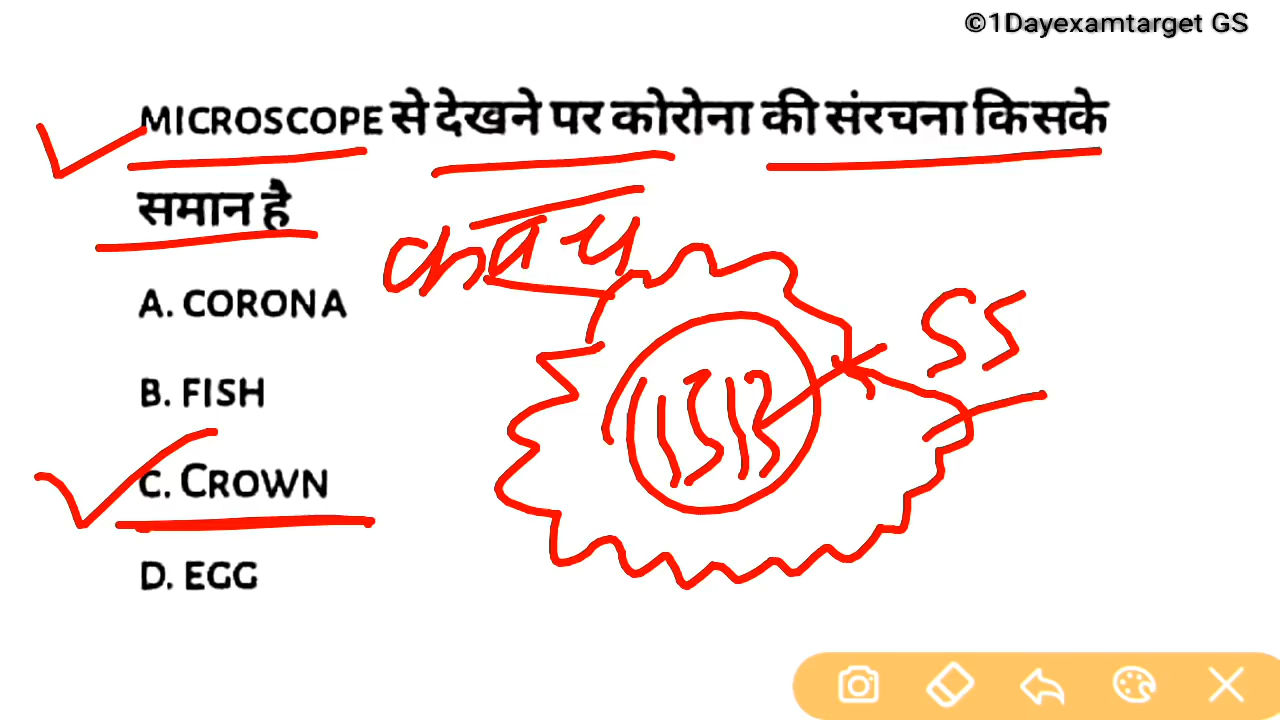 ©1Dayexamtarget GS
MICROSCOPE से देखने पर कोरोना की संरचना किसके
समान है
A. CORONA
B. FISH
C. CROWN
D. EGG